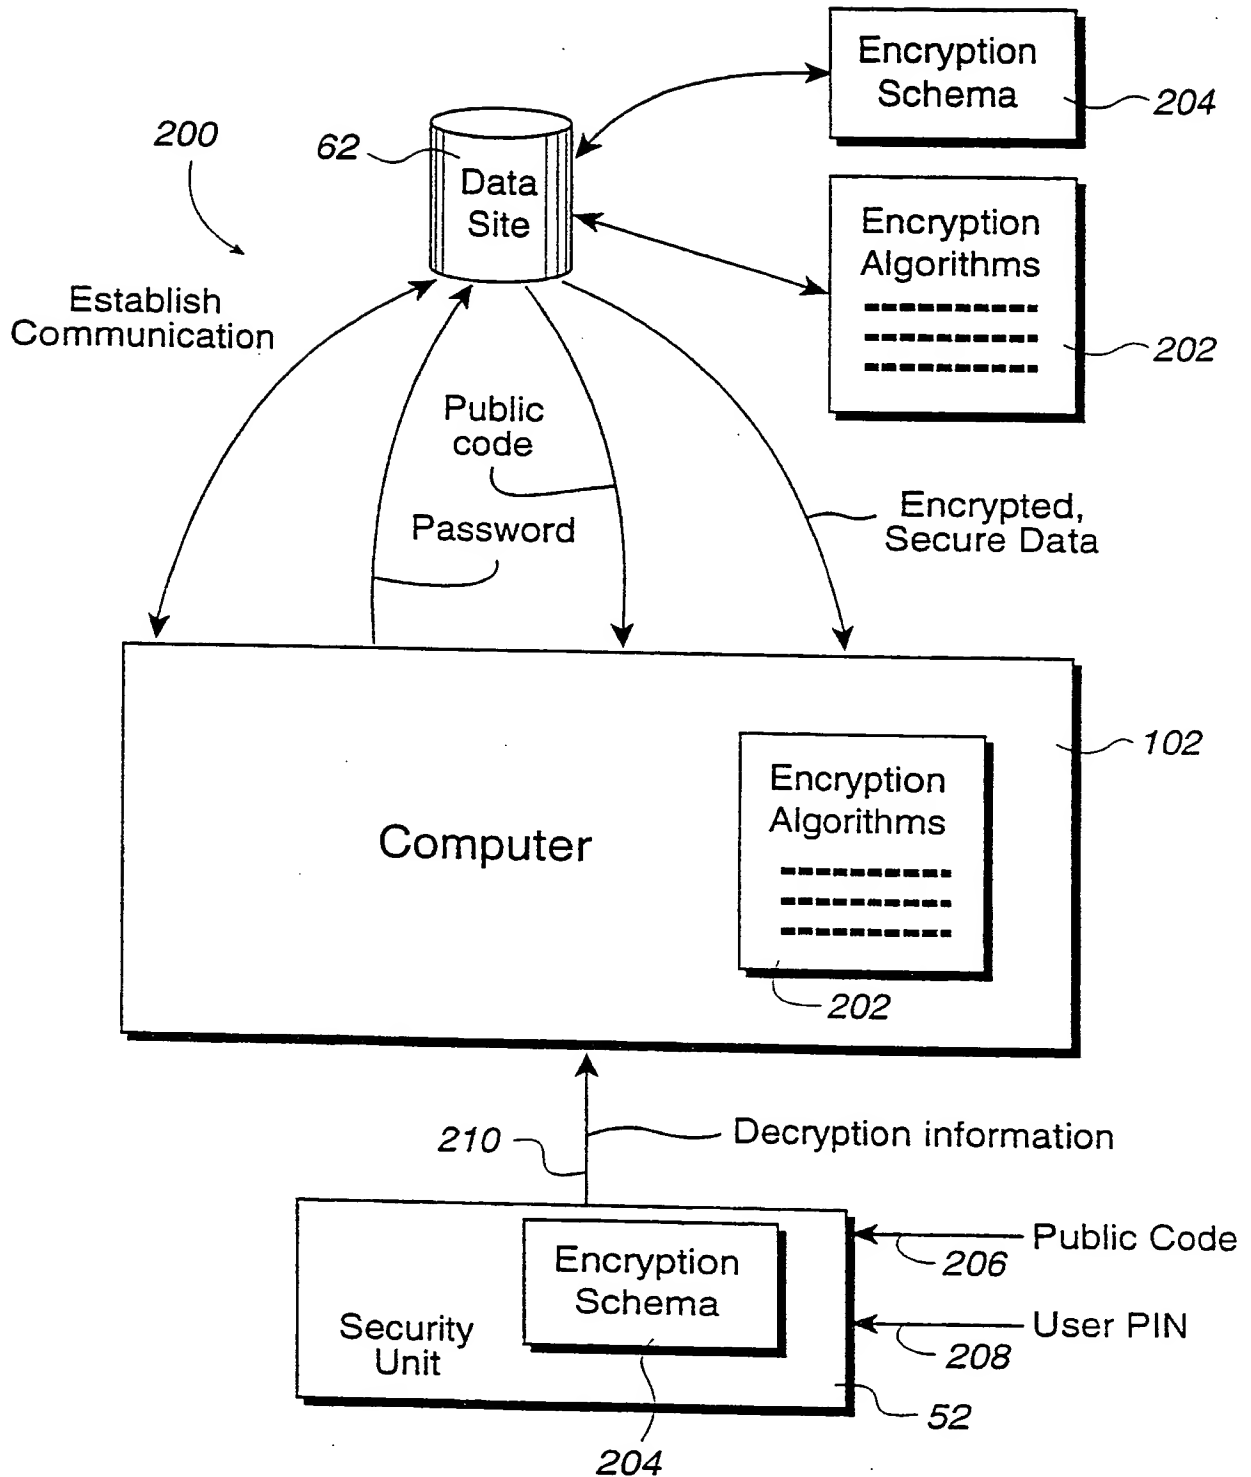 Encryption
Schema
204
200
62
Data
Site
Encryption
Algorithms
202
Establish
Communication
Public
code
Password
Encrypted,
Secure Data
102
Computer
Encryption
Algorithms
202
210
Decryption information
Encryption
Schema
Security
Unit
Public Code
206
User PIN
208
52
204